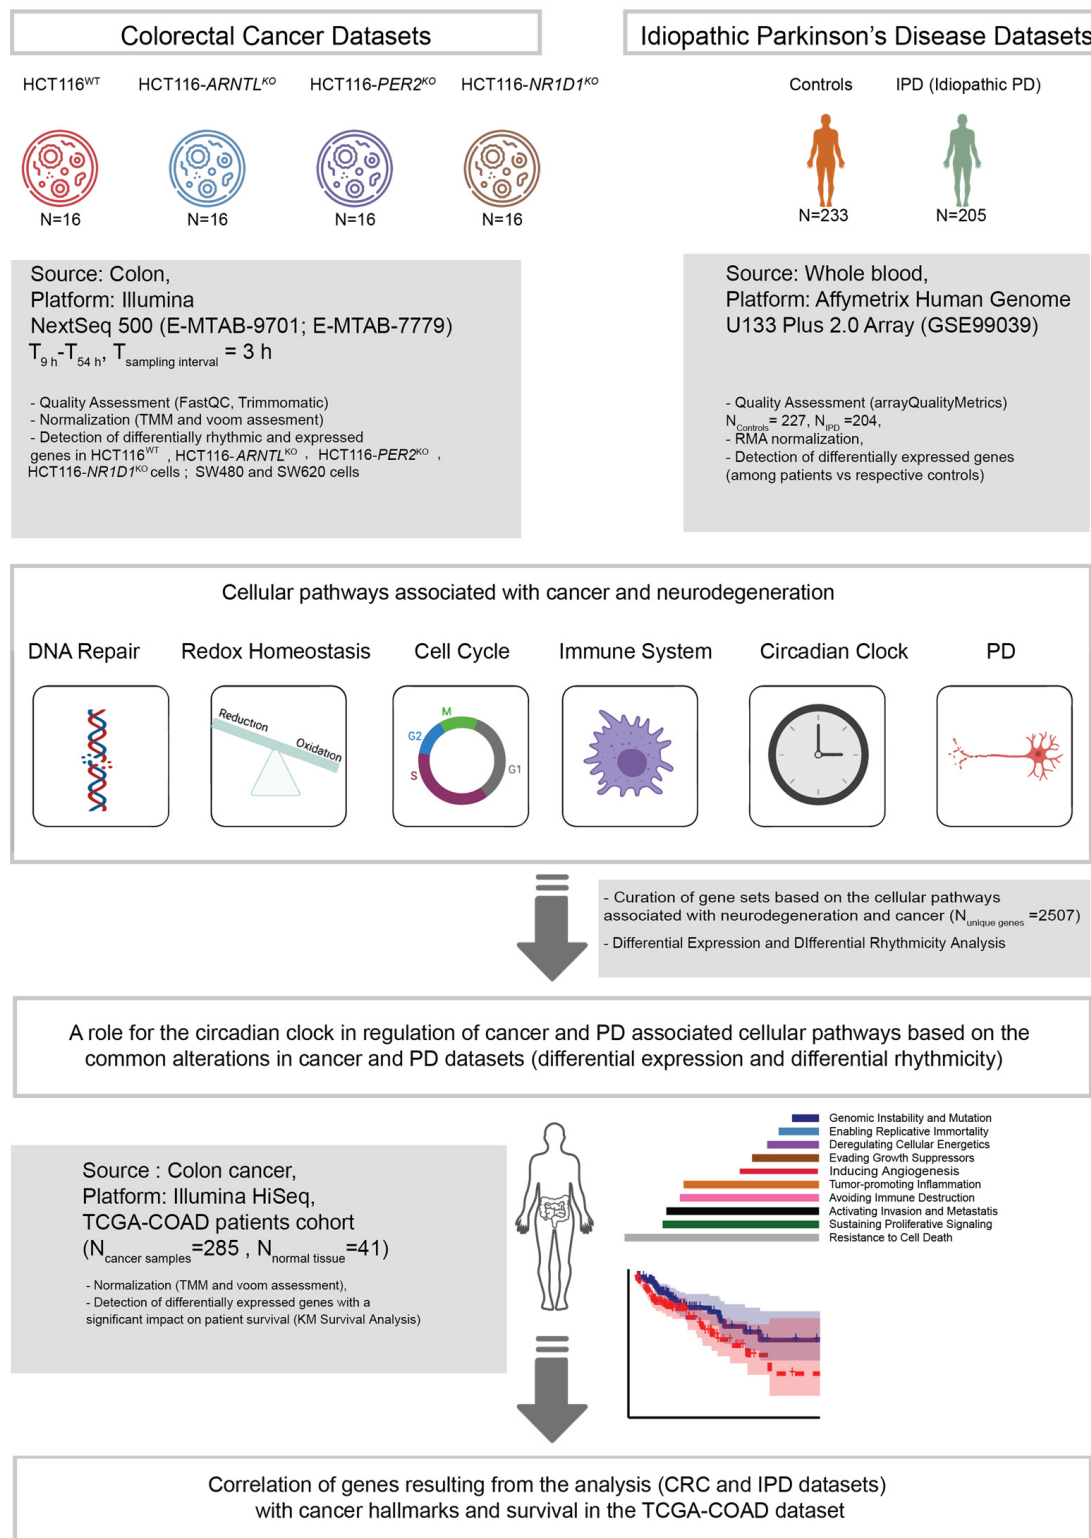 Colorectal Cancer Datasets
HCT116WT
HCT116-ARNTLKO
HCT116-PER2KO
HCT116-NR1D1KO
N=16
N=16
N=16
N=16
Source: Colon,
Platform: Illumina
NextSeq 500 (E-MTAB-9701; E-MTAB-7779)
T9 h-T54 h, Tsampling interval = 3 h
- Quality Assessment (FastQC, Trimmomatic)
- Normalization (TMM and voom assesment)
- Detection of differentially rhythmic and expressed
genes in HCT116WT , HCT116-ARNTLKO , HCT116-PER2KO ,
HCT116-NR1D1KO cells ; SW480 and SW620 cells
Idiopathic Parkinson's Disease Datasets
Controls
IPD (Idiopathic PD)
N=233
N=205
Source: Whole blood,
Platform: Affymetrix Human Genome
U133 Plus 2.0 Array (GSE99039)
- Quality Assessment (arrayQualityMetrics)
NControls= 227, NIPD=204,
- RMA normalization,
- Detection of differentially expressed genes
(among patients vs respective controls)
Cellular pathways associated with cancer and neurodegeneration
DNA Repair
Redox Homeostasis
Cell Cycle
Immune System
Circadian Clock
PD
Reduction
Oxidation
M
G2
S
G1
- Curation of gene sets based on the cellular pathways
associated with neurodegeneration and cancer (Nunique genes =2507)
- Differential Expression and DIfferential Rhythmicity Analysis
A role for the circadian clock in regulation of cancer and PD associated cellular pathways based on the
common alterations in cancer and PD datasets (differential expression and differential rhythmicity)
Source : Colon cancer,
Platform: Illumina HiSeq,
TCGA-COAD patients cohort
(Ncancer samples=285 , Nnormal tissue=41)
- Normalization (TMM and voom assessment),
- Detection of differentially expressed genes with a
significant impact on patient survival (KM Survival Analysis)
Genomic Instability and Mutation
Enabling Replicative Immortality
Deregulating Cellular Energetics
Evading Growth Suppressors
Inducing Angiogenesis
Tumor-promoting Inflammation
Avoiding Immune Destruction
Activating Invasion and Metastatis
Sustaining Proliferative Signaling
Resistance to Cell Death
Correlation of genes resulting from the analysis (CRC and IPD datasets)
with cancer hallmarks and survival in the TCGA-COAD dataset